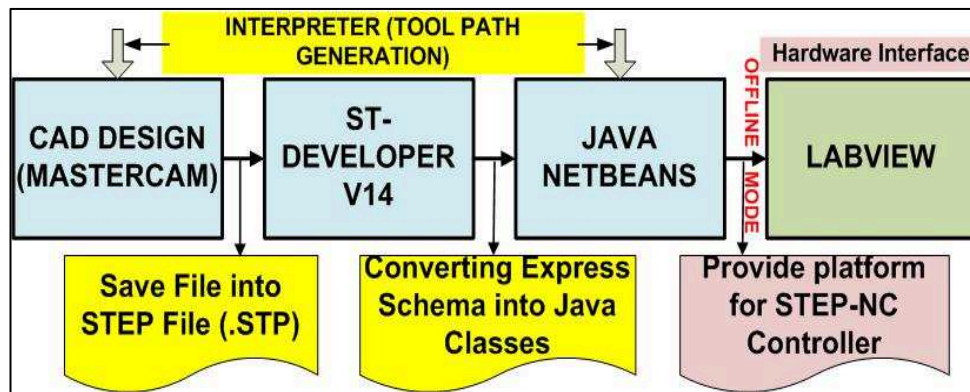 INTERPRETER (TOOL PATH
GENERATION)
Hardware Interface
CAD DESIGN
(MASTERCAM)
ST-
DEVELOPER
V14
JAVA
NETBEANS
OFFLINE
MODE
LABVIEW
Save File into
STEP File (.STP)
Converting Express
Schema into Java
Classes
Provide platform
for STEP-NC
Controller